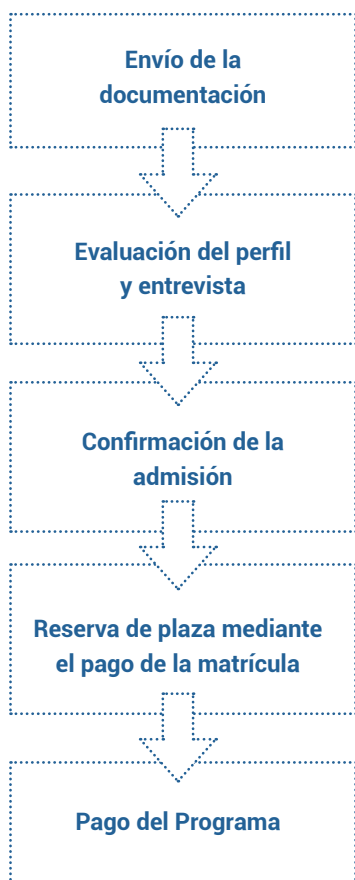 Envío de la
documentación
Evaluación del perfil
y entrevista
Confirmación de la
admisión
Reserva de plaza mediante
el pago de la matrícula
Pago del Programa